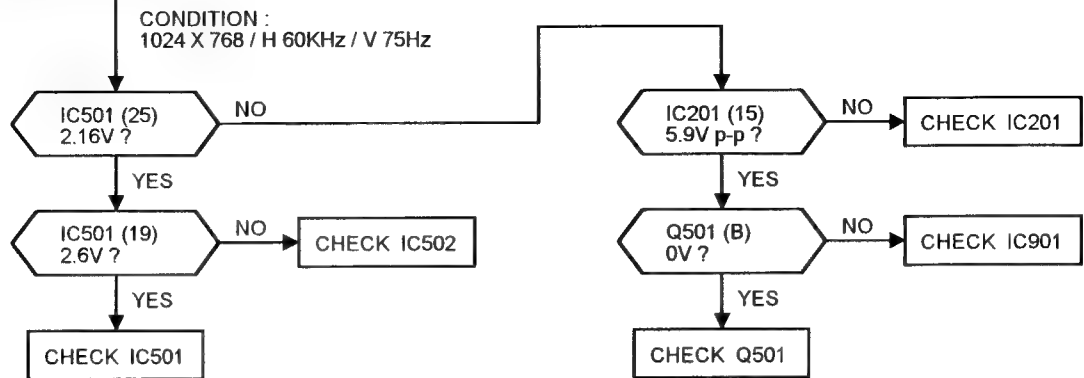 CONDITION :
1024 X 768 / H 60KHz / V 75Hz
IC501 (25)
2.16V ?
NO
YES
IC501 (19)
2.6V ?
NO
CHECK IC502
YES
CHECK IC501
IC201 (15)
5.9V p-p ?
NO
CHECK IC201
YES
Q501 (B)
0V ?
NO
CHECK IC901
YES
CHECK Q501